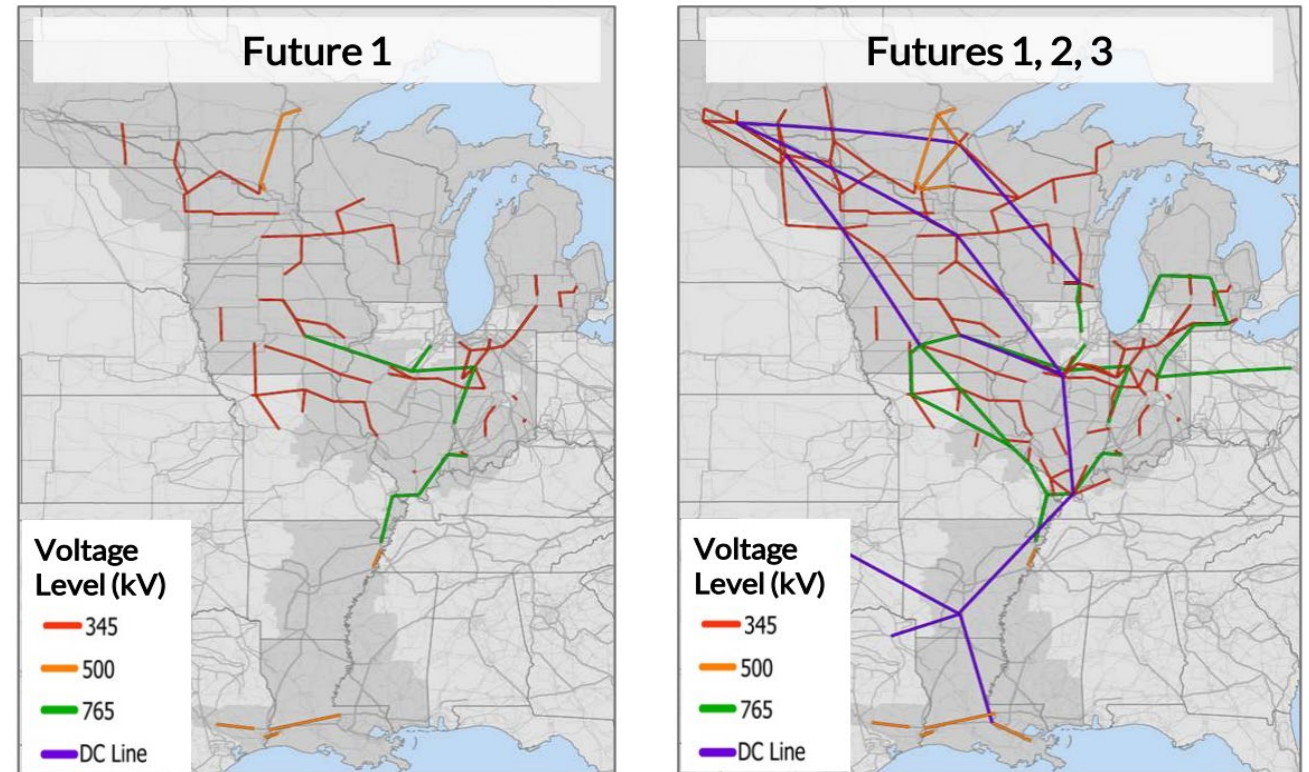 Future 1
Voltage
Level (kV)
345
500
765
DC Line
Futures 1, 2, 3
Voltage
Level (kV)
345
500
765
DC Line